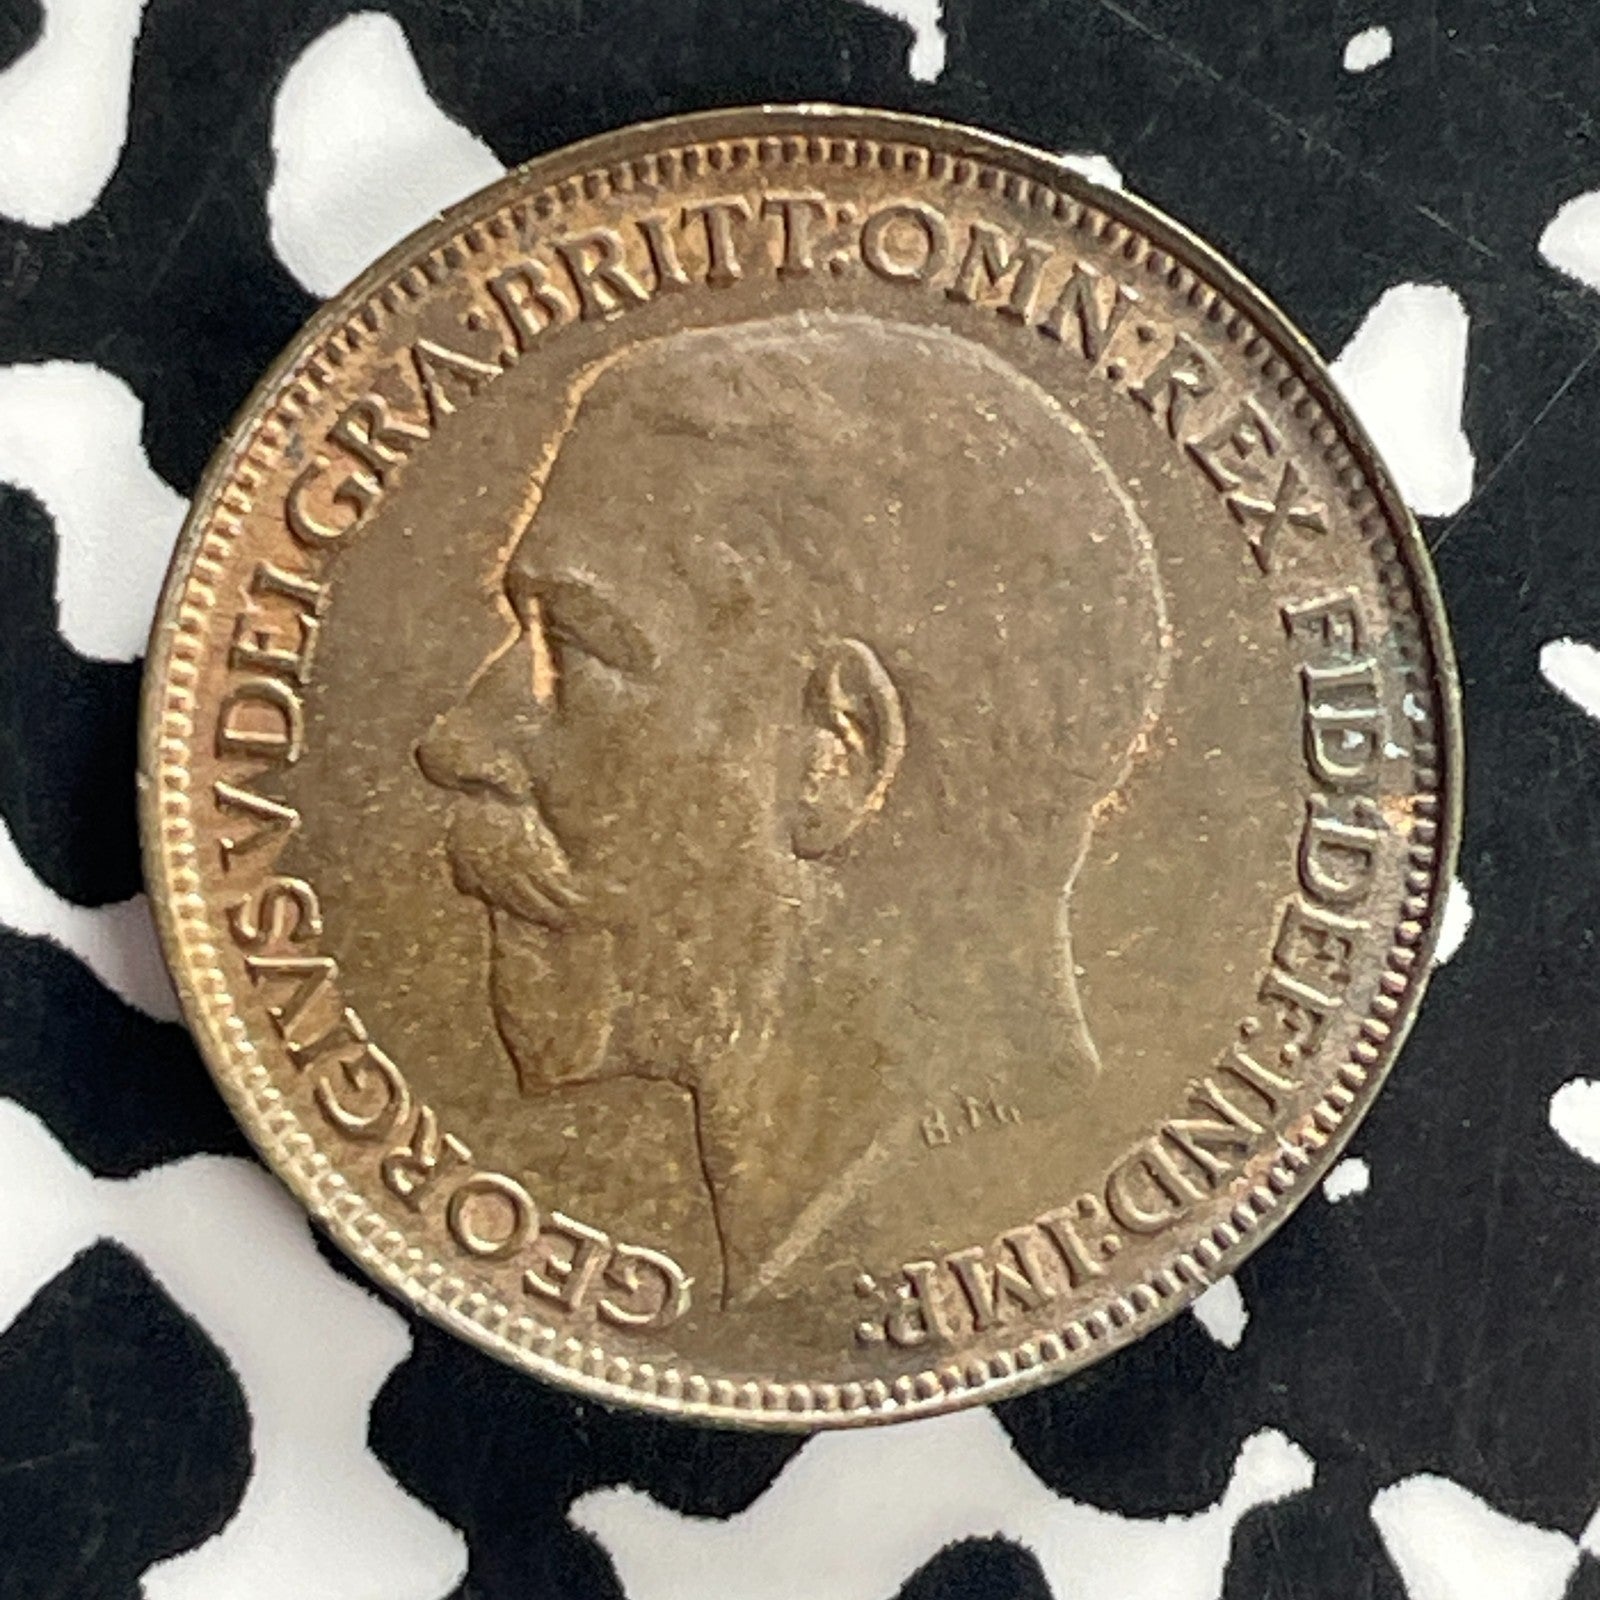 GEORGIVS V DEI GRA: BRITT: OMN: REX FID: DEF: IND: IMP:
B.M.